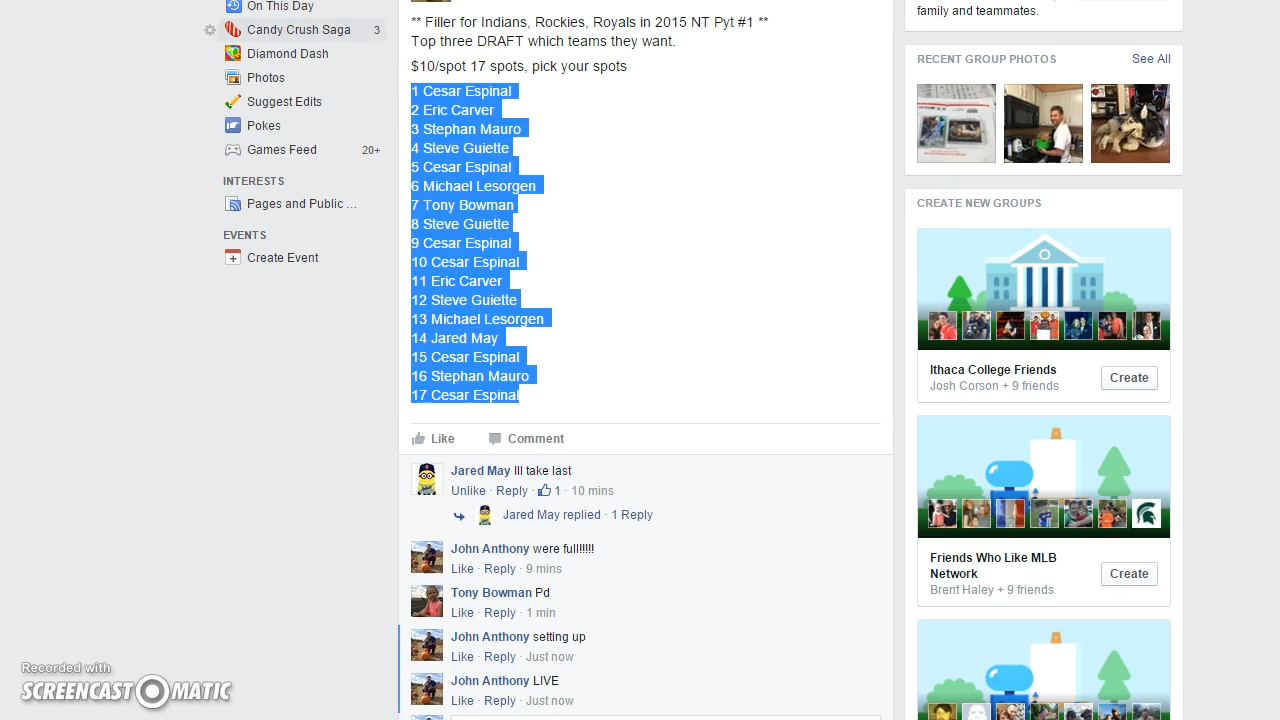 On This Day
Candy Crush Saga 3
Diamond Dash
Photos
Suggest Edits
Pokes
Games Feed 20+
INTERESTS
Pages and Public ...
EVENTS
Create Event
** Filler for Indians, Rockies, Royals in 2015 NT Pyt #1 **
Top three DRAFT which teams they want.
$10/spot 17 spots, pick your spots
1 Cesar Espinal
2 Eric Carver
3 Stephan Mauro
4 Steve Guiette
5 Cesar Espinal
6 Michael Lesorgen
7 Tony Bowman
8 Steve Guiette
9 Cesar Espinal
10 Cesar Espinal
11 Eric Carver
12 Steve Guiette
13 Michael Lesorgen
14 Jared May
15 Cesar Espinal
16 Stephan Mauro
17 Cesar Espinal
Like Comment
Jared May Ill take last
Unlike · Reply · 1 · 10 mins
Jared May replied · 1 Reply
John Anthony were full!!!!!
Like · Reply · 9 mins
Tony Bowman Pd
Like · Reply · 1 min
John Anthony setting up
Like · Reply · Just now
John Anthony LIVE
Like · Reply · Just now
family and teammates.
RECENT GROUP PHOTOS See All
CREATE NEW GROUPS
Ithaca College Friends
Josh Corson + 9 friends
Create
Friends Who Like MLB
Network
Brent Haley + 9 friends
Create
Recorded with
SCREENCAST-O-MATIC